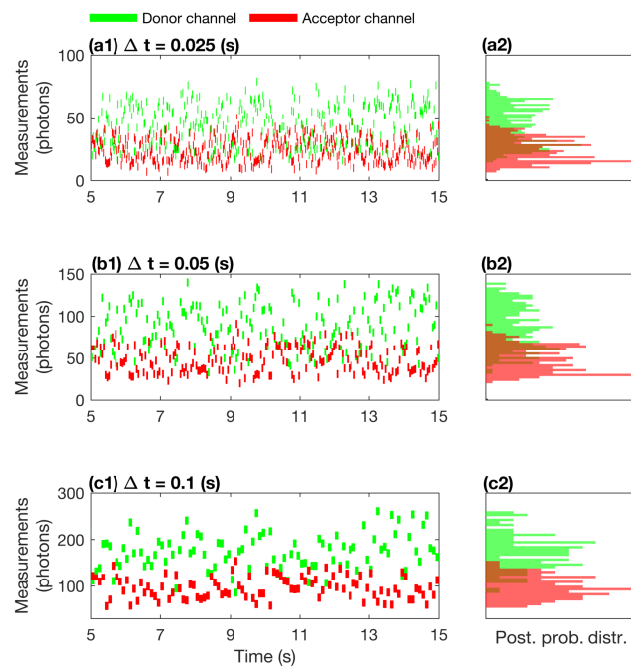 Donor channel Acceptor channel
(a1) Δ t = 0.025 (s) (a2)
Measurements
(photons)
100
50
0
5 7 9 11 13 15
(b1) Δ t = 0.05 (s) (b2)
Measurements
(photons)
150
100
50
0
5 7 9 11 13 15
(c1) Δ t = 0.1 (s) (c2)
Measurements
(photons)
300
200
100
5 7 9 11 13 15
Time (s) Post. prob. distr.